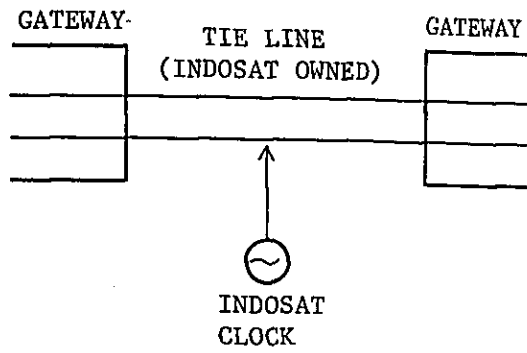 GATEWAY
TIE LINE
(INDOSAT OWNED)
GATEWAY
INDOSAT
CLOCK